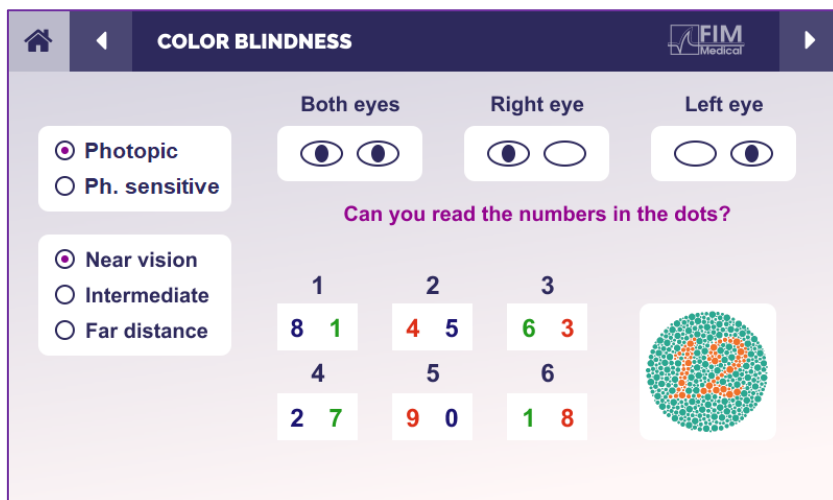 COLOR BLINDNESS
FIM
Medical
Both eyes
Right eye
Left eye
Photopic
Ph. sensitive
Can you read the numbers in the dots?
Near vision
Intermediate
Far distance
1 2 3
8 1 4 5 6 3
4 5 6
2 7 9 0 1 8
12